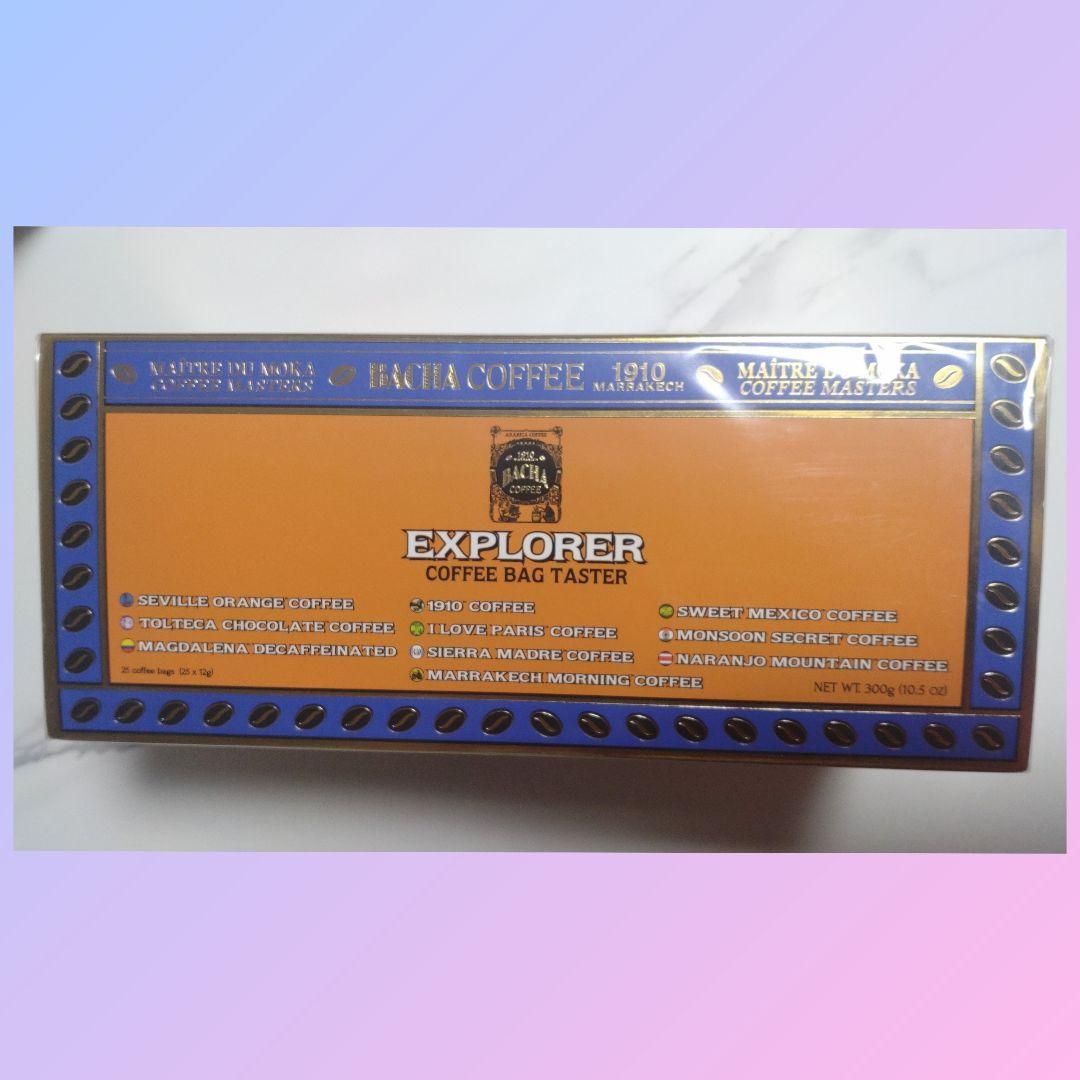 MAÎTRE DU MOKA
COFFEE MASTERS
BACHA COFFEE
1910
MARRAKECH
MAÎTRE DU MOKA
COFFEE MASTERS
ARABICA COFFEE
1910
BACHA
COFFEE
EXPLORER
COFFEE BAG TASTER
SEVILLE ORANGE COFFEE
TOLTECA CHOCOLATE COFFEE
MAGDALENA DECAFFEINATED
25 coffee bags (25 x 12g)
1910 COFFEE
I LOVE PARIS COFFEE
SIERRA MADRE COFFEE
MARRAKECH MORNING COFFEE
SWEET MEXICO COFFEE
MONSOON SECRET COFFEE
NARANJO MOUNTAIN COFFEE
NET WT. 300g (10.5 oz)